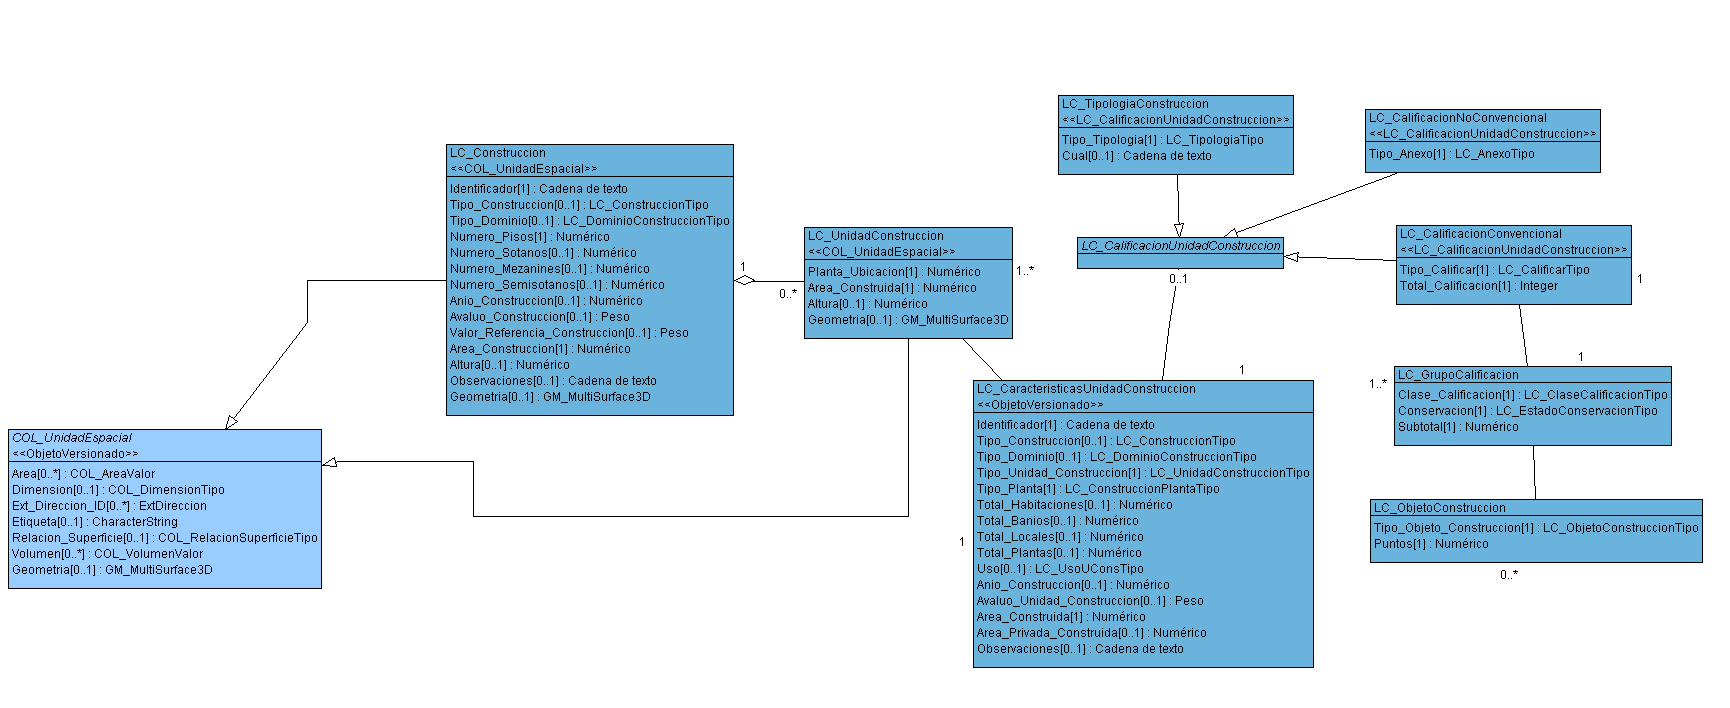 LC_TipologiaConstruccion
<<LC_CalificacionUnidadConstruccion>>
Tipo_Tipologia[1] : LC_TipologiaTipo
Cual[0..1] : Cadena de texto
LC_CalificacionNoConvencional
<<LC_CalificacionUnidadConstruccion>>
Tipo_Anexo[1] : LC_AnexoTipo
LC_Construccion
<<COL_UnidadEspacial>>
Identificador[1] : Cadena de texto
Tipo_Construccion[0..1] : LC_ConstruccionTipo
Tipo_Dominio[0..1] : LC_DominioConstruccionTipo
Numero_Pisos[1] : Numérico
Numero_Sotanos[0..1] : Numérico
Numero_Mezanines[0..1] : Numérico
Numero_Semisotanos[0..1] : Numérico
Anio_Construccion[0..1] : Numérico
Avaluo_Construccion[0..1] : Peso
Valor_Referencia_Construccion[0..1] : Peso
Area_Construccion[1] : Numérico
Altura[0..1] : Numérico
Observaciones[0..1] : Cadena de texto
Geometria[0..1] : GM_MultiSurface3D
1
0..*
LC_UnidadConstruccion
<<COL_UnidadEspacial>>
Planta_Ubicacion[1] : Numérico
Area_Construida[1] : Numérico
Altura[0..1] : Numérico
Geometria[0..1] : GM_MultiSurface3D
1..*
LC_CalificacionUnidadConstruccion
0..1
LC_CalificacionConvencional
<<LC_CalificacionUnidadConstruccion>>
Tipo_Calificar[1] : LC_CalificarTipo
Total_Calificacion[1] : Integer
1
1
1
1..*
LC_GrupoCalificacion
Clase_Calificacion[1] : LC_ClaseCalificacionTipo
Conservacion[1] : LC_EstadoConservacionTipo
Subtotal[1] : Numérico
LC_CaracteristicasUnidadConstruccion
<<ObjetoVersionado>>
Identificador[1] : Cadena de texto
Tipo_Construccion[0..1] : LC_ConstruccionTipo
Tipo_Dominio[0..1] : LC_DominioConstruccionTipo
Tipo_Unidad_Construccion[1] : LC_UnidadConstruccionTipo
Tipo_Planta[1] : LC_ConstruccionPlantaTipo
Total_Habitaciones[0..1] : Numérico
Total_Banios[0..1] : Numérico
Total_Locales[0..1] : Numérico
Total_Plantas[0..1] : Numérico
Uso[0..1] : LC_UsoUConsTipo
Anio_Construccion[0..1] : Numérico
Avaluo_Unidad_Construccion[0..1] : Peso
Area_Construida[1] : Numérico
Area_Privada_Construida[0..1] : Numérico
Observaciones[0..1] : Cadena de texto
1
COL_UnidadEspacial
<<ObjetoVersionado>>
Area[0..*] : COL_AreaValor
Dimension[0..1] : COL_DimensionTipo
Ext_Direccion_ID[0..*] : ExtDireccion
Etiqueta[0..1] : CharacterString
Relacion_Superficie[0..1] : COL_RelacionSuperficieTipo
Volumen[0..*] : COL_VolumenValor
Geometria[0..1] : GM_MultiSurface3D
LC_ObjetoConstruccion
Tipo_Objeto_Construccion[1] : LC_ObjetoConstruccionTipo
Puntos[1] : Numérico
0..*